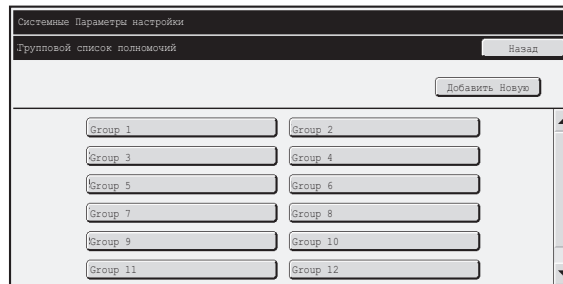 Системные Параметры настройки
Групповой список полномочий
Назад
Добавить Новую
Group 1
Group 2
Group 3
Group 4
Group 5
Group 6
Group 7
Group 8
Group 9
Group 10
Group 11
Group 12